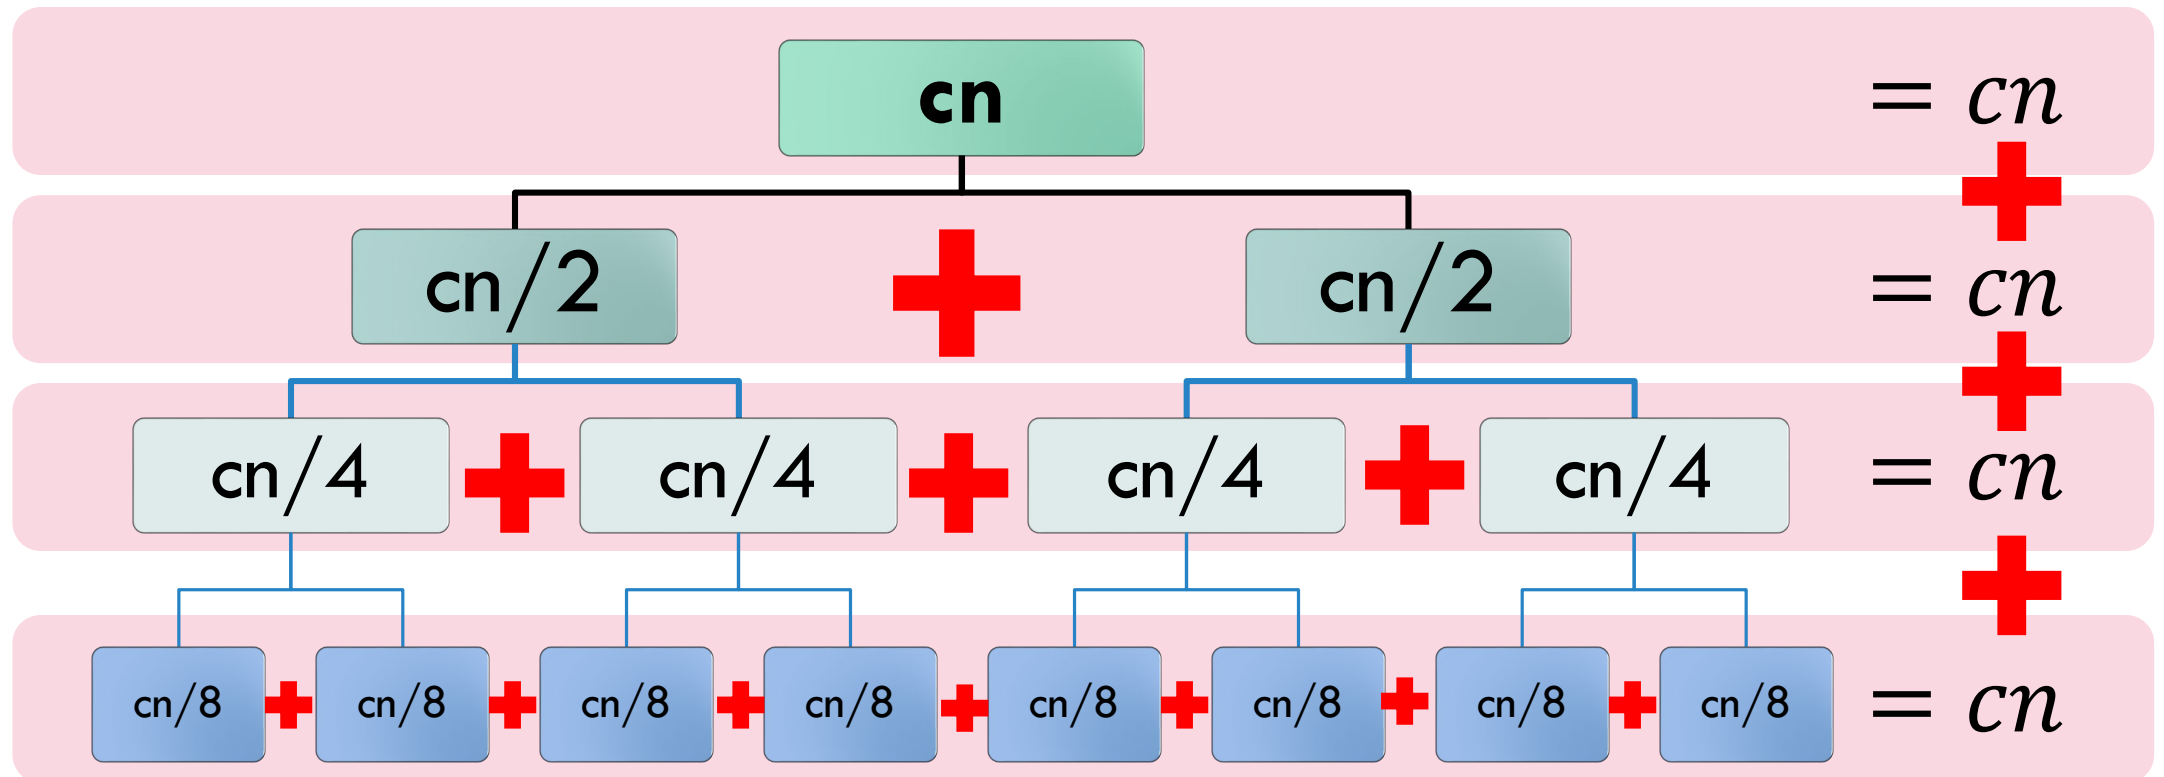 cn = cn
cn/2 + cn/2 = cn
cn/4 + cn/4 + cn/4 + cn/4 = cn
cn/8 + cn/8 + cn/8 + cn/8 + cn/8 + cn/8 + cn/8 + cn/8 = cn